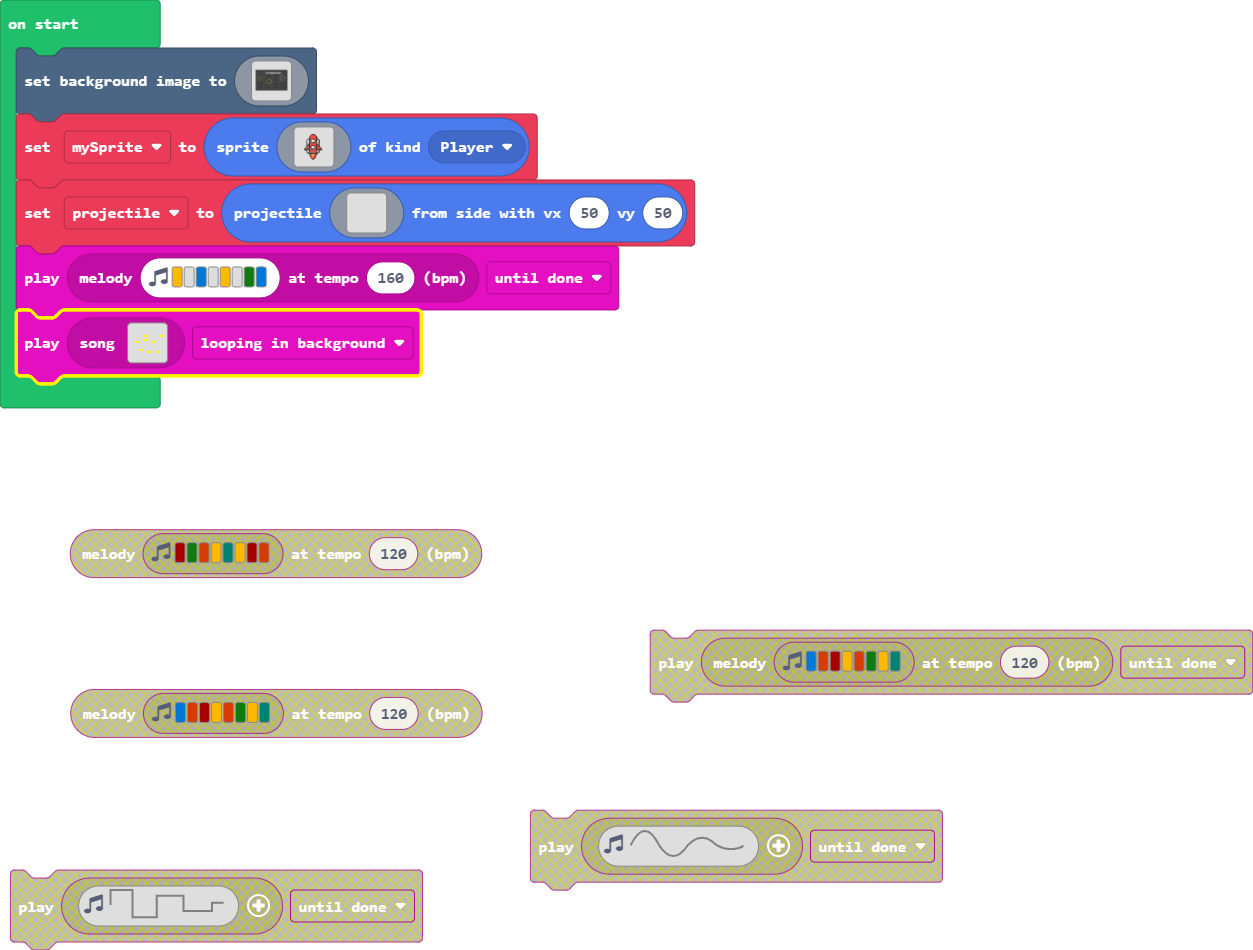 on start
set background image to
set mySprite to sprite of kind Player
set projectile to projectile from side with vx 50 vy 50
play melody at tempo 160 (bpm) until done
play song looping in background
melody at tempo 120 (bpm)
play melody at tempo 120 (bpm) until done
melody at tempo 120 (bpm)
play until done
play until done